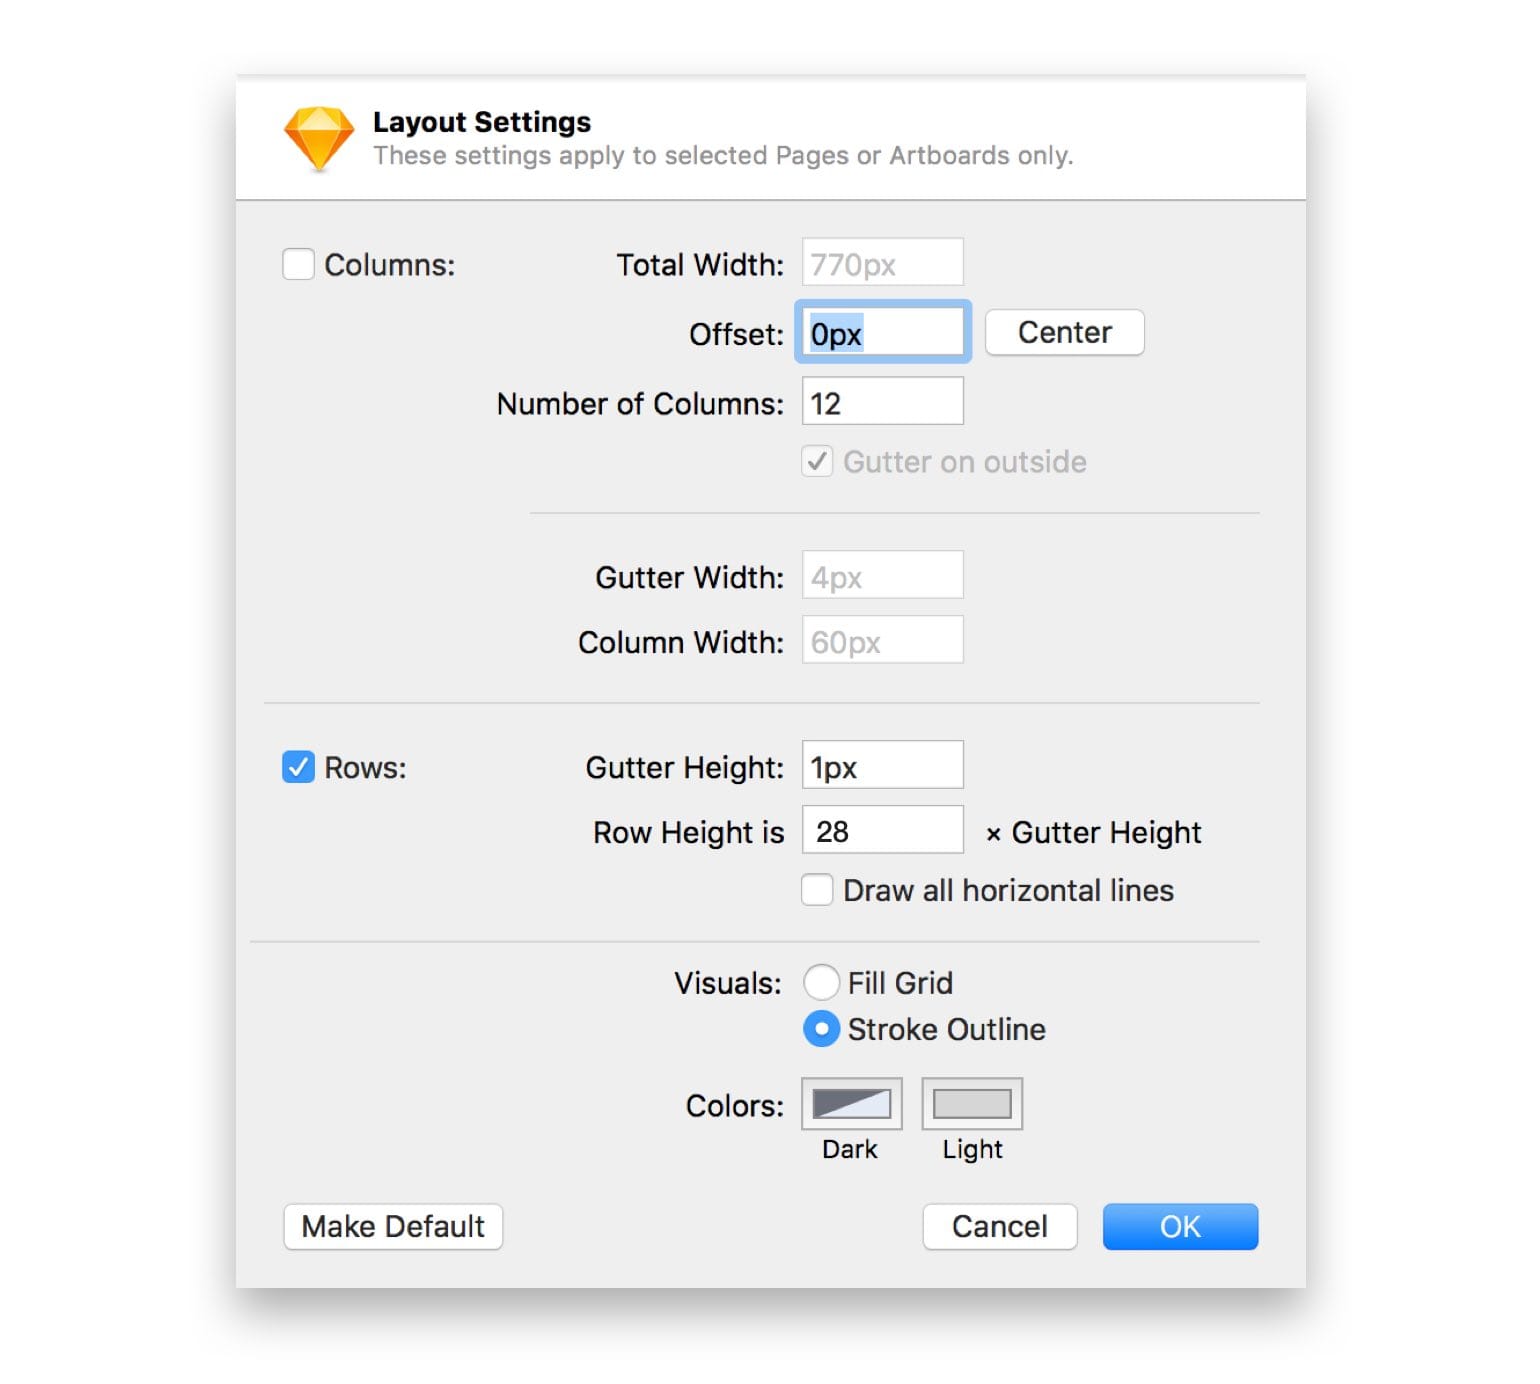 Layout Settings
These settings apply to selected Pages or Artboards only.
Columns: Total Width: 770px
Offset: 0px Center
Number of Columns: 12
Gutter on outside
Gutter Width: 4px
Column Width: 60px
Rows: Gutter Height: 1px
Row Height is 28 × Gutter Height
Draw all horizontal lines
Visuals: Fill Grid
Stroke Outline
Colors:
Dark Light
Make Default Cancel OK